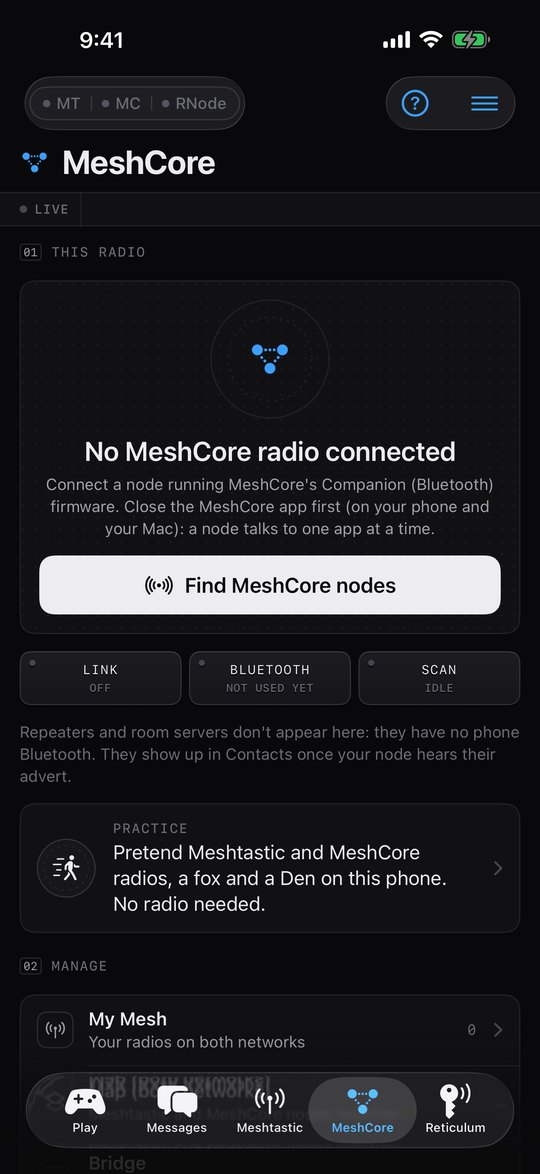 9:41
MT MC RNode
?
MeshCore
LIVE
01 THIS RADIO
No MeshCore radio connected
Connect a node running MeshCore's Companion (Bluetooth)
firmware. Close the MeshCore app first (on your phone and
your Mac): a node talks to one app at a time.
Find MeshCore nodes
LINK BLUETOOTH SCAN
OFF NOT USED YET IDLE
Repeaters and room servers don't appear here: they have no phone
Bluetooth. They show up in Contacts once your node hears their
advert.
PRACTICE
Pretend Meshtastic and MeshCore
radios, a fox and a Den on this phone.
No radio needed.
02 MANAGE
My Mesh 0
Your radios on both networks
Play Messages Meshtastic MeshCore Reticulum
Bridge